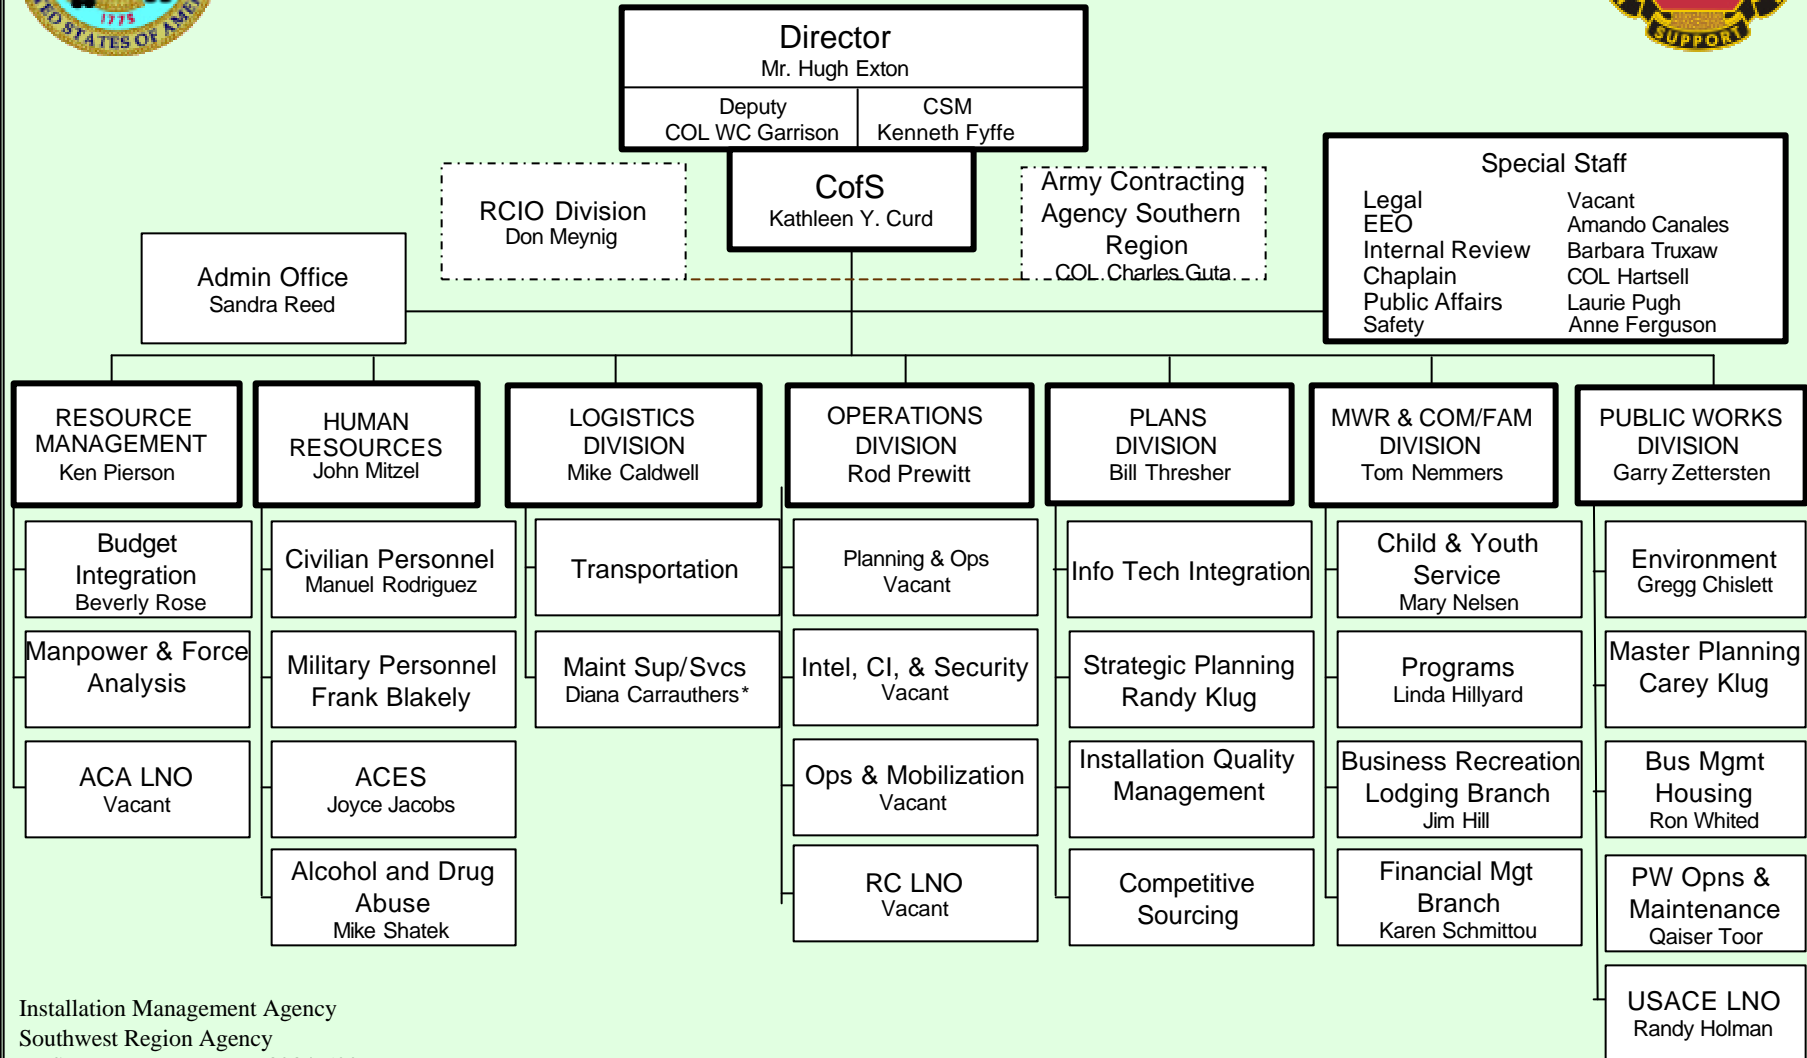 1775
UNITED STATES OF AMERICA
SUPPORT
Director
Mr. Hugh Exton
Deputy
COL WC Garrison
CSM
Kenneth Fyffe
CofS
Kathleen Y. Curd
RCIO Division
Don Meynig
Army Contracting
Agency Southern
Region
COL Charles Guta
Special Staff
Legal Vacant
EEO Amando Canales
Internal Review Barbara Truxaw
Chaplain COL Hartsell
Public Affairs Laurie Pugh
Safety Anne Ferguson
Admin Office
Sandra Reed
RESOURCE
MANAGEMENT
Ken Pierson
HUMAN
RESOURCES
John Mitzel
LOGISTICS
DIVISION
Mike Caldwell
OPERATIONS
DIVISION
Rod Prewitt
PLANS
DIVISION
Bill Thresher
MWR & COM/FAM
DIVISION
Tom Nemmers
PUBLIC WORKS
DIVISION
Garry Zettersten
Budget
Integration
Beverly Rose
Civilian Personnel
Manuel Rodriguez
Transportation
Planning & Ops
Vacant
Info Tech Integration
Child & Youth
Service
Mary Nelsen
Environment
Gregg Chislett
Manpower & Force
Analysis
Military Personnel
Frank Blakely
Maint Sup/Svcs
Diana Carrauthers*
Intel, CI, & Security
Vacant
Strategic Planning
Randy Klug
Programs
Linda Hillyard
Master Planning
Carey Klug
ACA LNO
Vacant
ACES
Joyce Jacobs
Ops & Mobilization
Vacant
Installation Quality
Management
Business Recreation
Lodging Branch
Jim Hill
Bus Mgmt
Housing
Ron Whited
Alcohol and Drug
Abuse
Mike Shatek
RC LNO
Vacant
Competitive
Sourcing
Financial Mgt
Branch
Karen Schmittou
PW Opns &
Maintenance
Qaiser Toor
USACE LNO
Randy Holman
Installation Management Agency
Southwest Region Agency